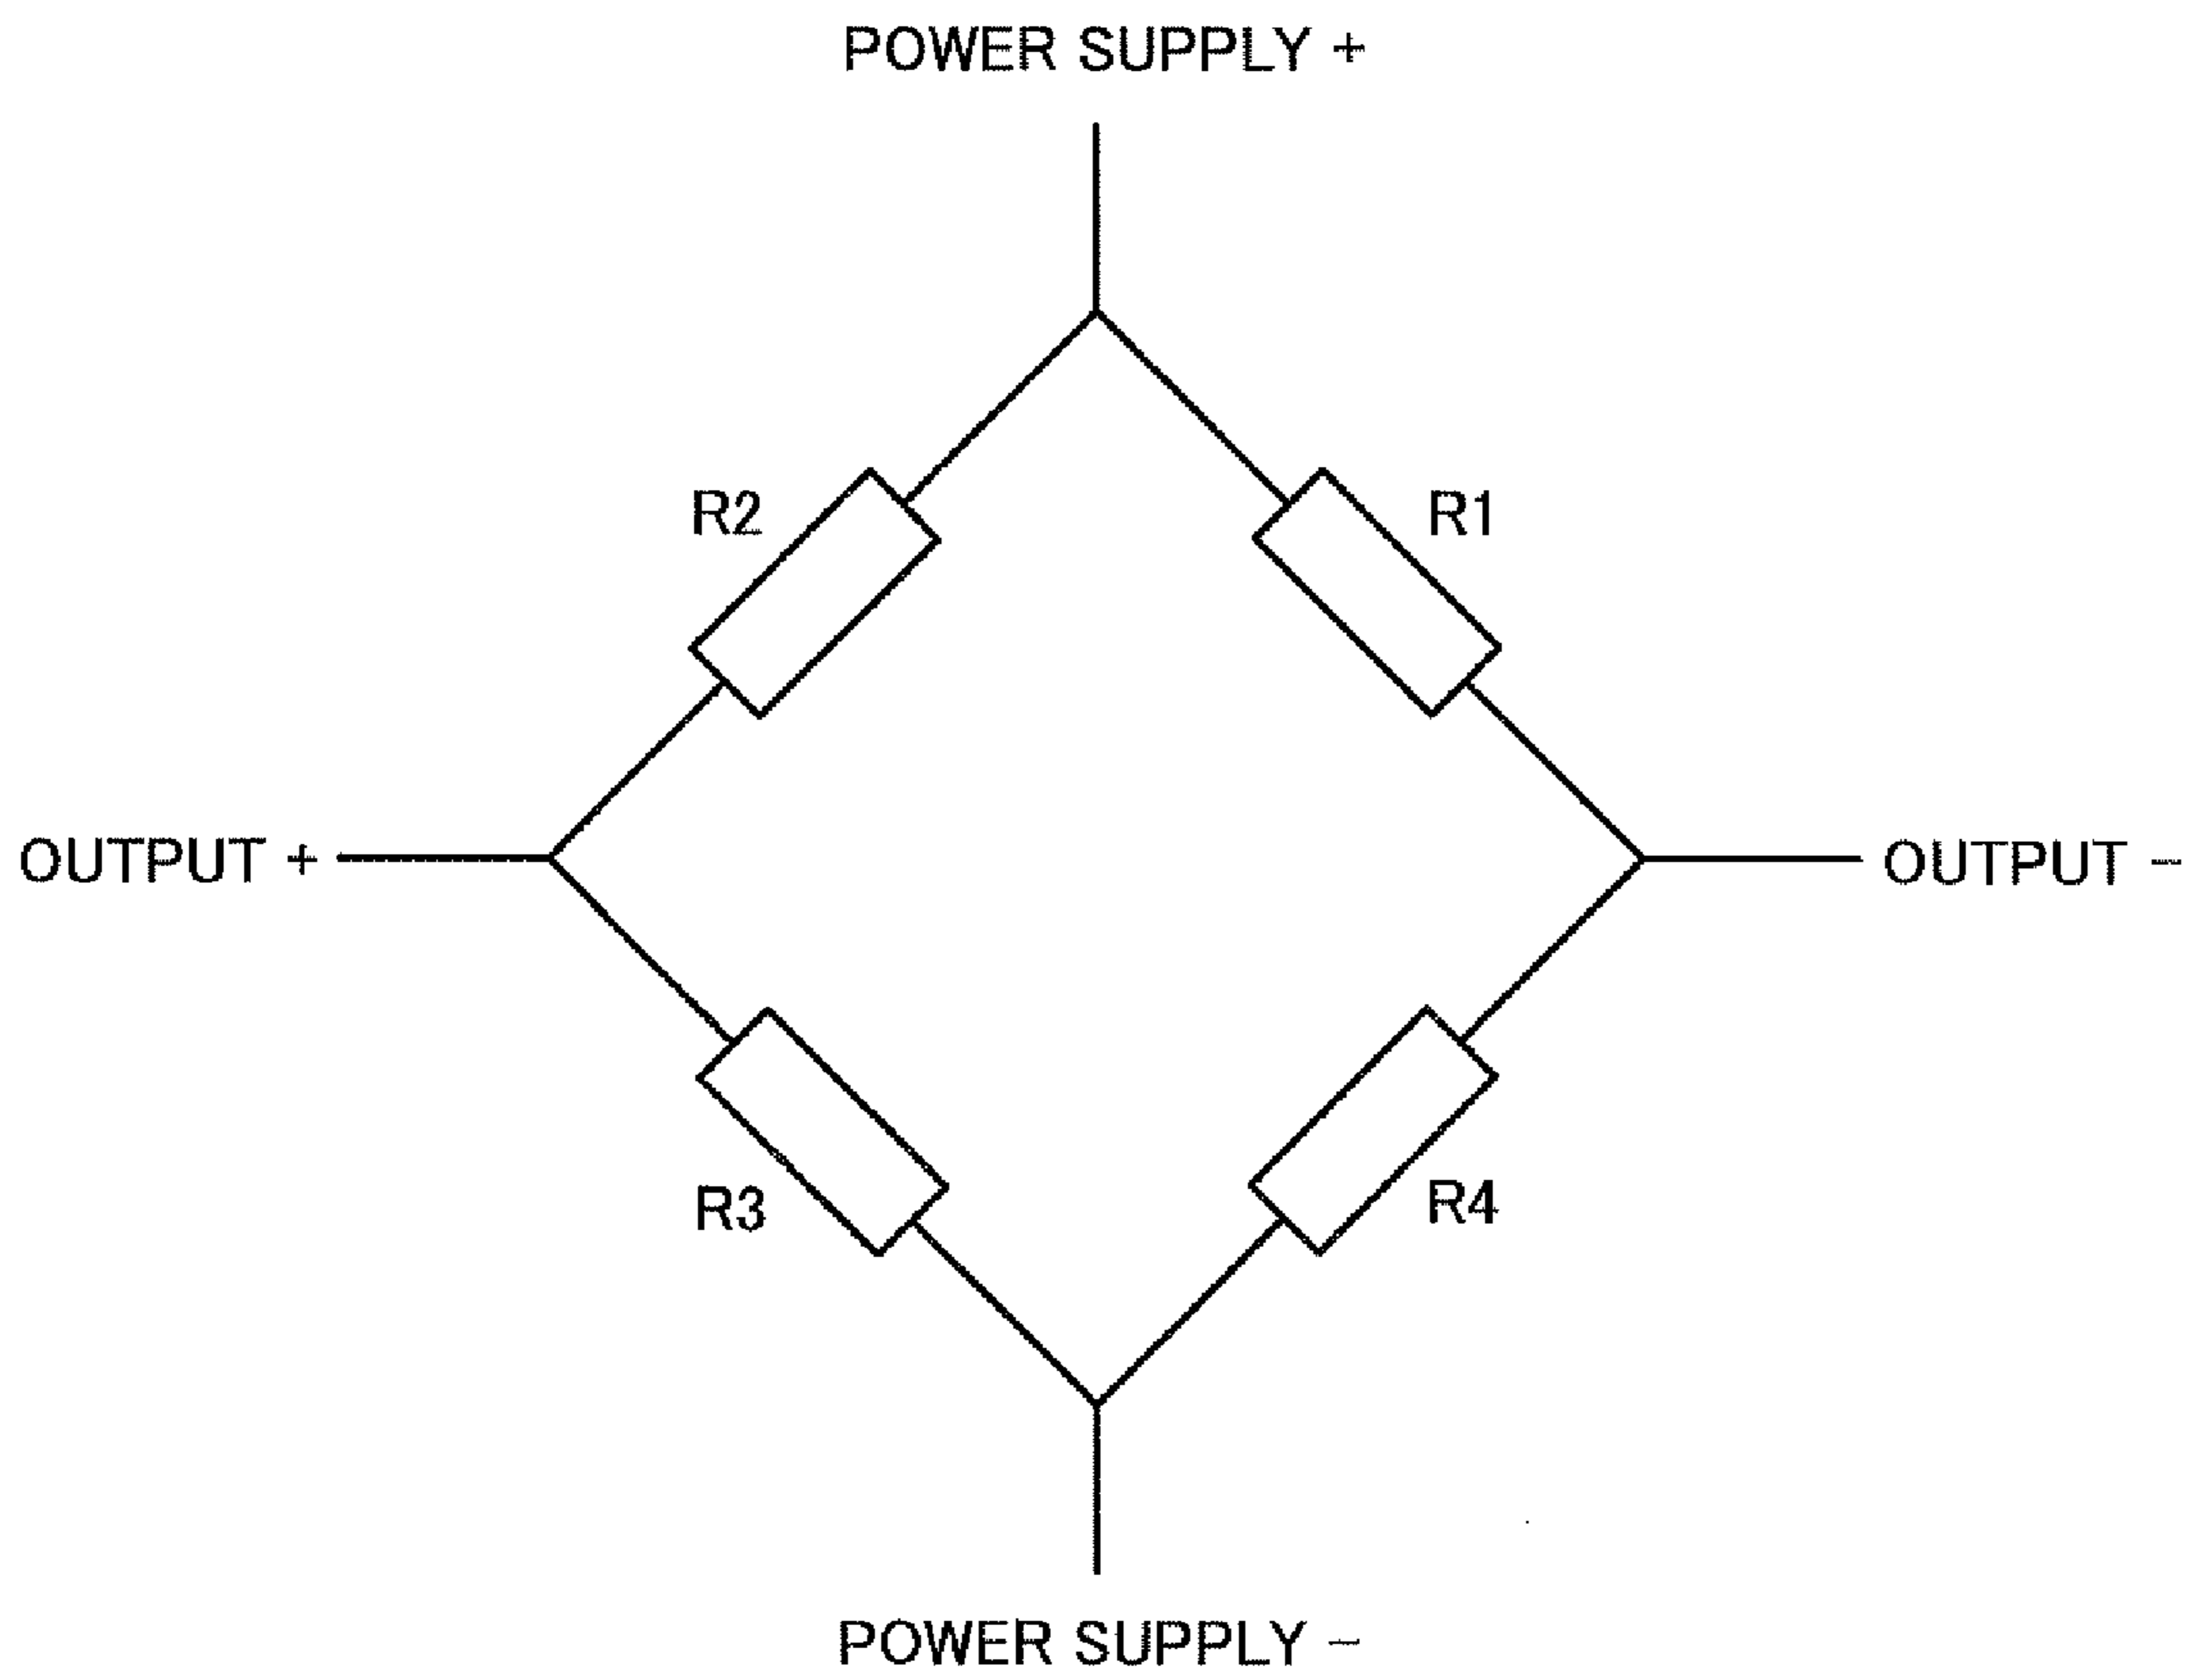 POWER SUPPLY +
R2
R1
OUTPUT +
OUTPUT −
R3
R4
POWER SUPPLY −